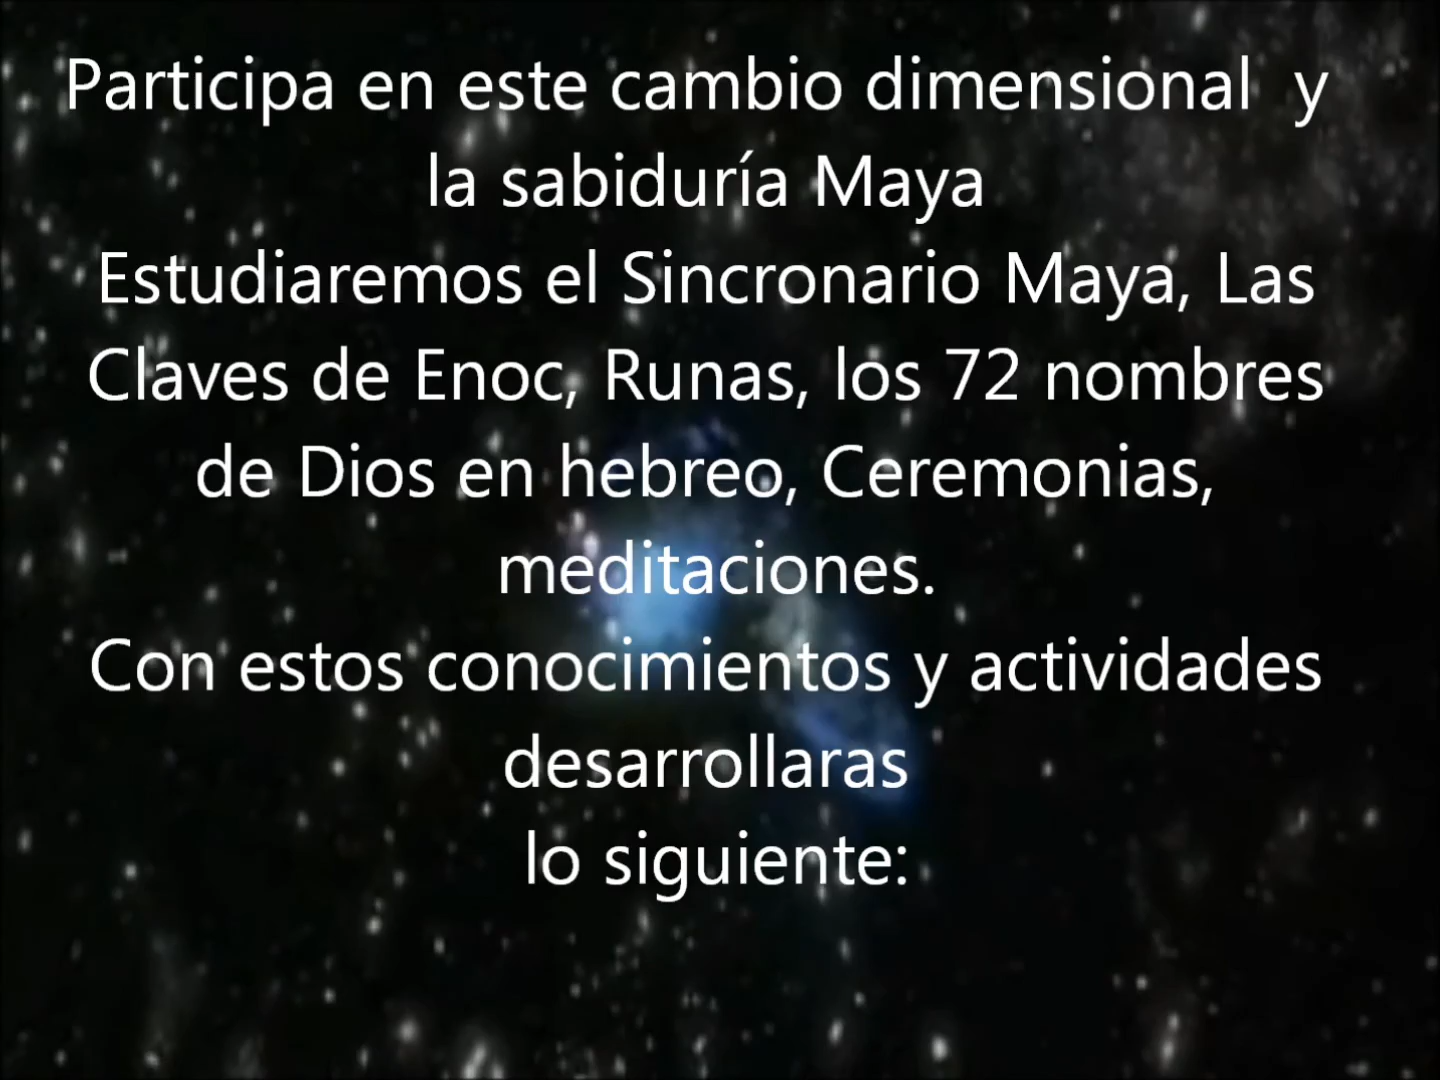 Participa en este cambio dimensional  y
la sabiduría Maya
Estudiaremos el Sincronario Maya, Las
Claves de Enoc, Runas, los 72 nombres
de Dios en hebreo, Ceremonias,
meditaciones.
Con estos conocimientos y actividades
desarrollaras
lo siguiente: